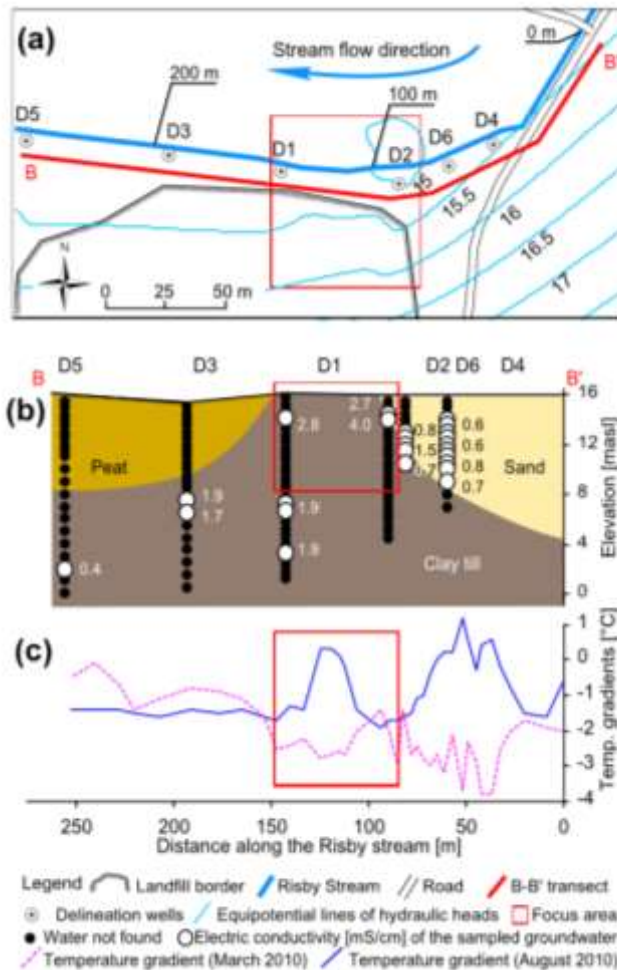 (a)
0 m
B'
Stream flow direction
200 m
100 m
D5
D3
D1
D2
D6
D4
B
15
15.5
16
16.5
17
N
0 25 50 m
B D5 D3 D1 D2 D6 D4 B'
(b)
16
12
8
4
0
Elevation [masl]
Peat
Sand
Clay till
0.4
1.9
1.7
2.8
1.9
1.8
2.7
4.0
0.8
1.5
0.7
0.6
0.6
0.6
0.8
0.7
(c)
1
0
-1
-2
-3
-4
Temp. gradients [°C]
250 200 150 100 50 0
Distance along the Risby stream [m]
Legend Landfill border Risby Stream Road B-B' transect
Delineation wells Equipotential lines of hydraulic heads Focus area
Water not found Electric conductivity [mS/cm] of the sampled groundwater
Temperature gradient (March 2010) Temperature gradient (August 2010)